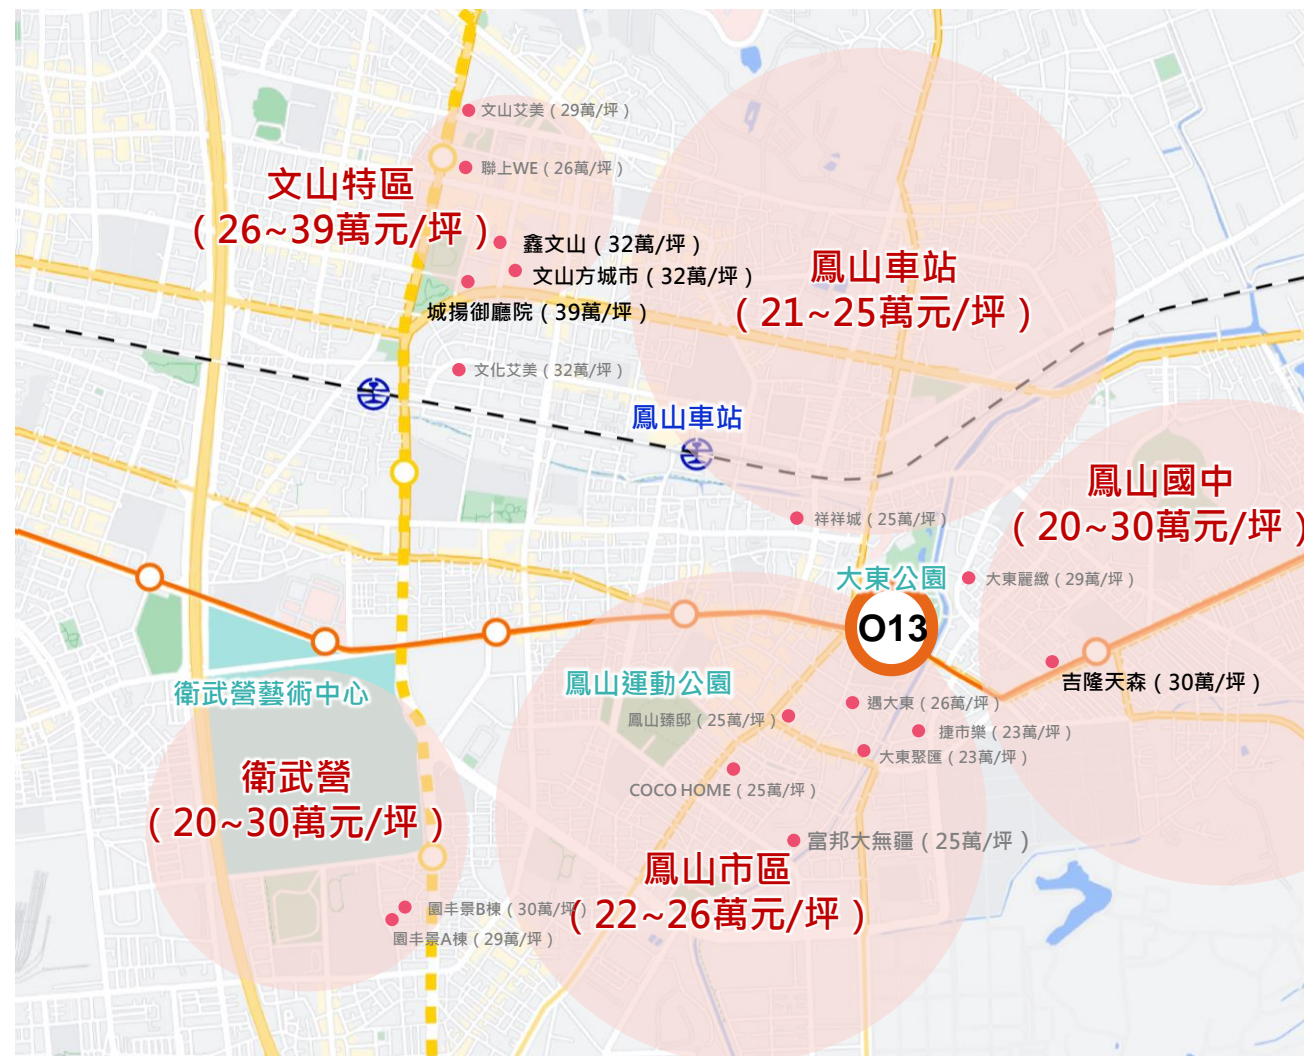 文山艾美（29萬/坪）
聯上WE（26萬/坪）
文山特區
（26~39萬元/坪）
鑫文山（32萬/坪）
文山方城市（32萬/坪）
城揚御廳院（39萬/坪）
文化艾美（32萬/坪）
鳳山車站
（21~25萬元/坪）
鳳山車站
鳳山國中
（20~30萬元/坪）
祥祥城（25萬/坪）
大東公園
大東麗緻（29萬/坪）
O13
吉隆天森（30萬/坪）
衛武營藝術中心
鳳山運動公園
遇大東（26萬/坪）
鳳山臻邸（25萬/坪）
捷市樂（23萬/坪）
大東聚匯（23萬/坪）
COCO HOME（25萬/坪）
衛武營
（20~30萬元/坪）
富邦大無疆（25萬/坪）
鳳山市區
（22~26萬元/坪）
園丰景B棟（30萬/坪）
園丰景A棟（29萬/坪）